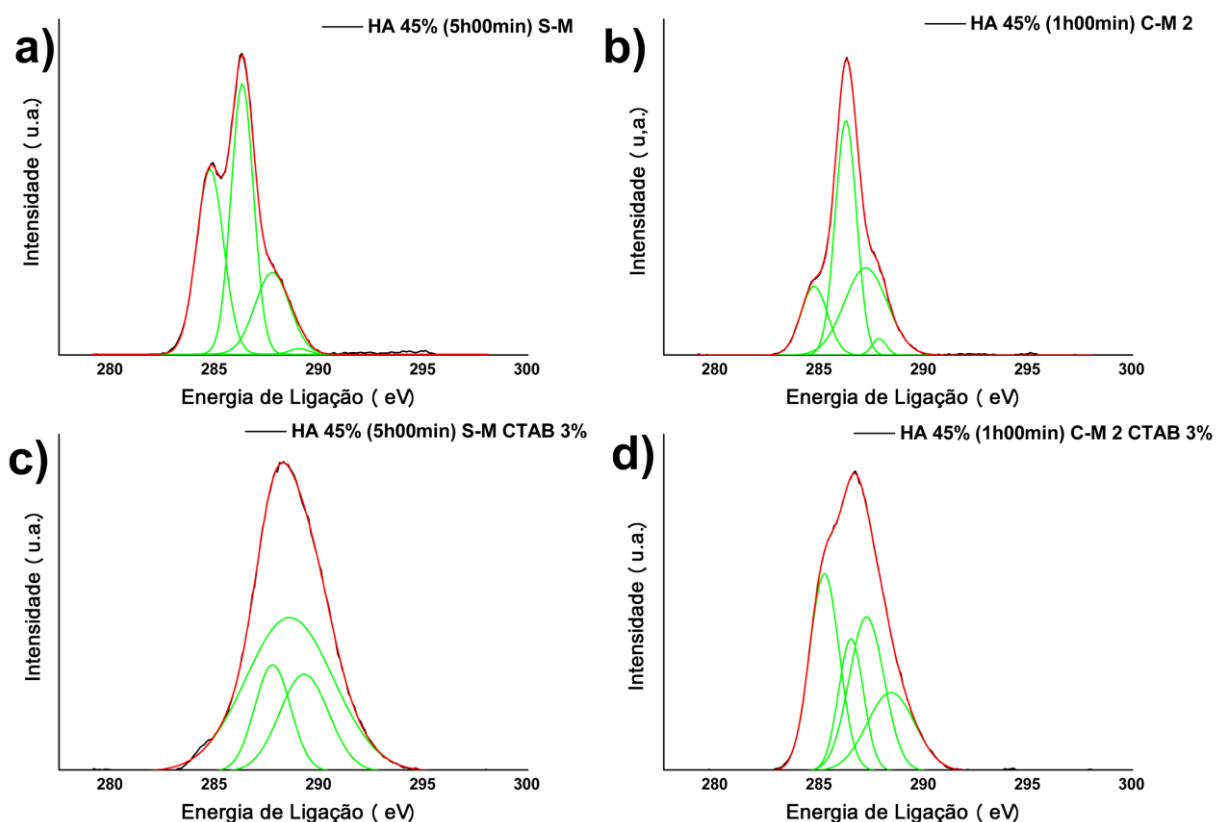 a)
HA 45% (5h00min) S-M
Intensidade ( u.a.)
280 285 290 295 300
Energia de Ligação ( eV)
b)
HA 45% (1h00min) C-M 2
Intensidade ( u,a.)
280 285 290 295 300
Energia de Ligação ( eV)
c)
HA 45% (5h00min) S-M CTAB 3%
Intensidade ( u.a.)
280 285 290 295 300
Energia de Ligação ( eV)
d)
HA 45% (1h00min) C-M 2 CTAB 3%
Intensidade ( u.a.)
280 285 290 295 300
Energia de Ligação ( eV)